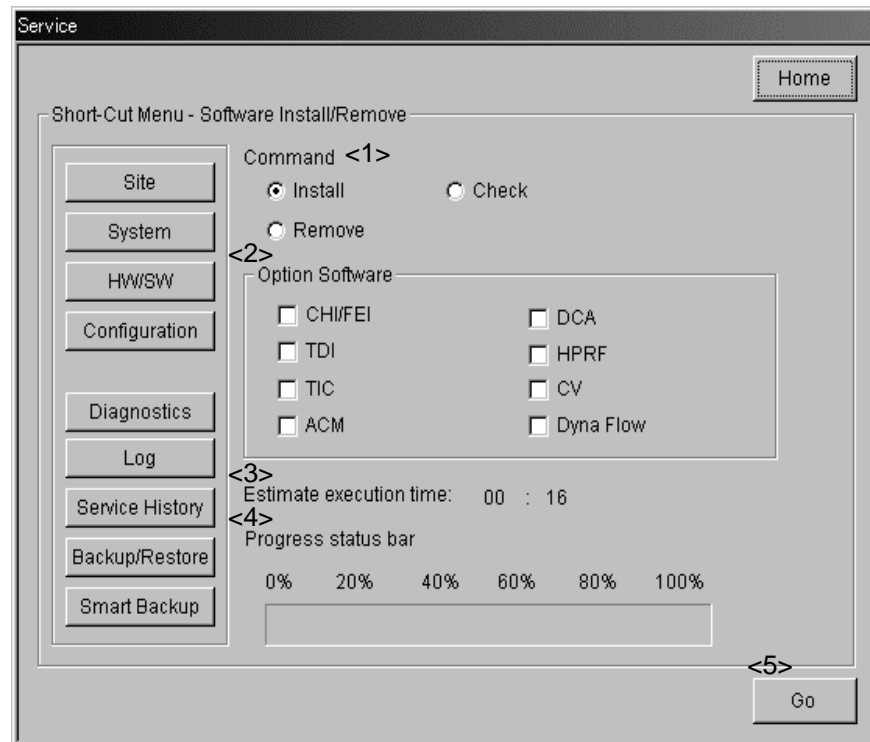 Service
Home
Short-Cut Menu - Software Install/Remove
Site
System
HW/SW
Configuration
Diagnostics
Log
Service History
Backup/Restore
Smart Backup
Command <1>
Install Check
Remove
<2>
Option Software
CHI/FEI DCA
TDI HPRF
TIC CV
ACM Dyna Flow
<3>
Estimate execution time: 00 : 16
<4>
Progress status bar
0% 20% 40% 60% 80% 100%
<5>
Go